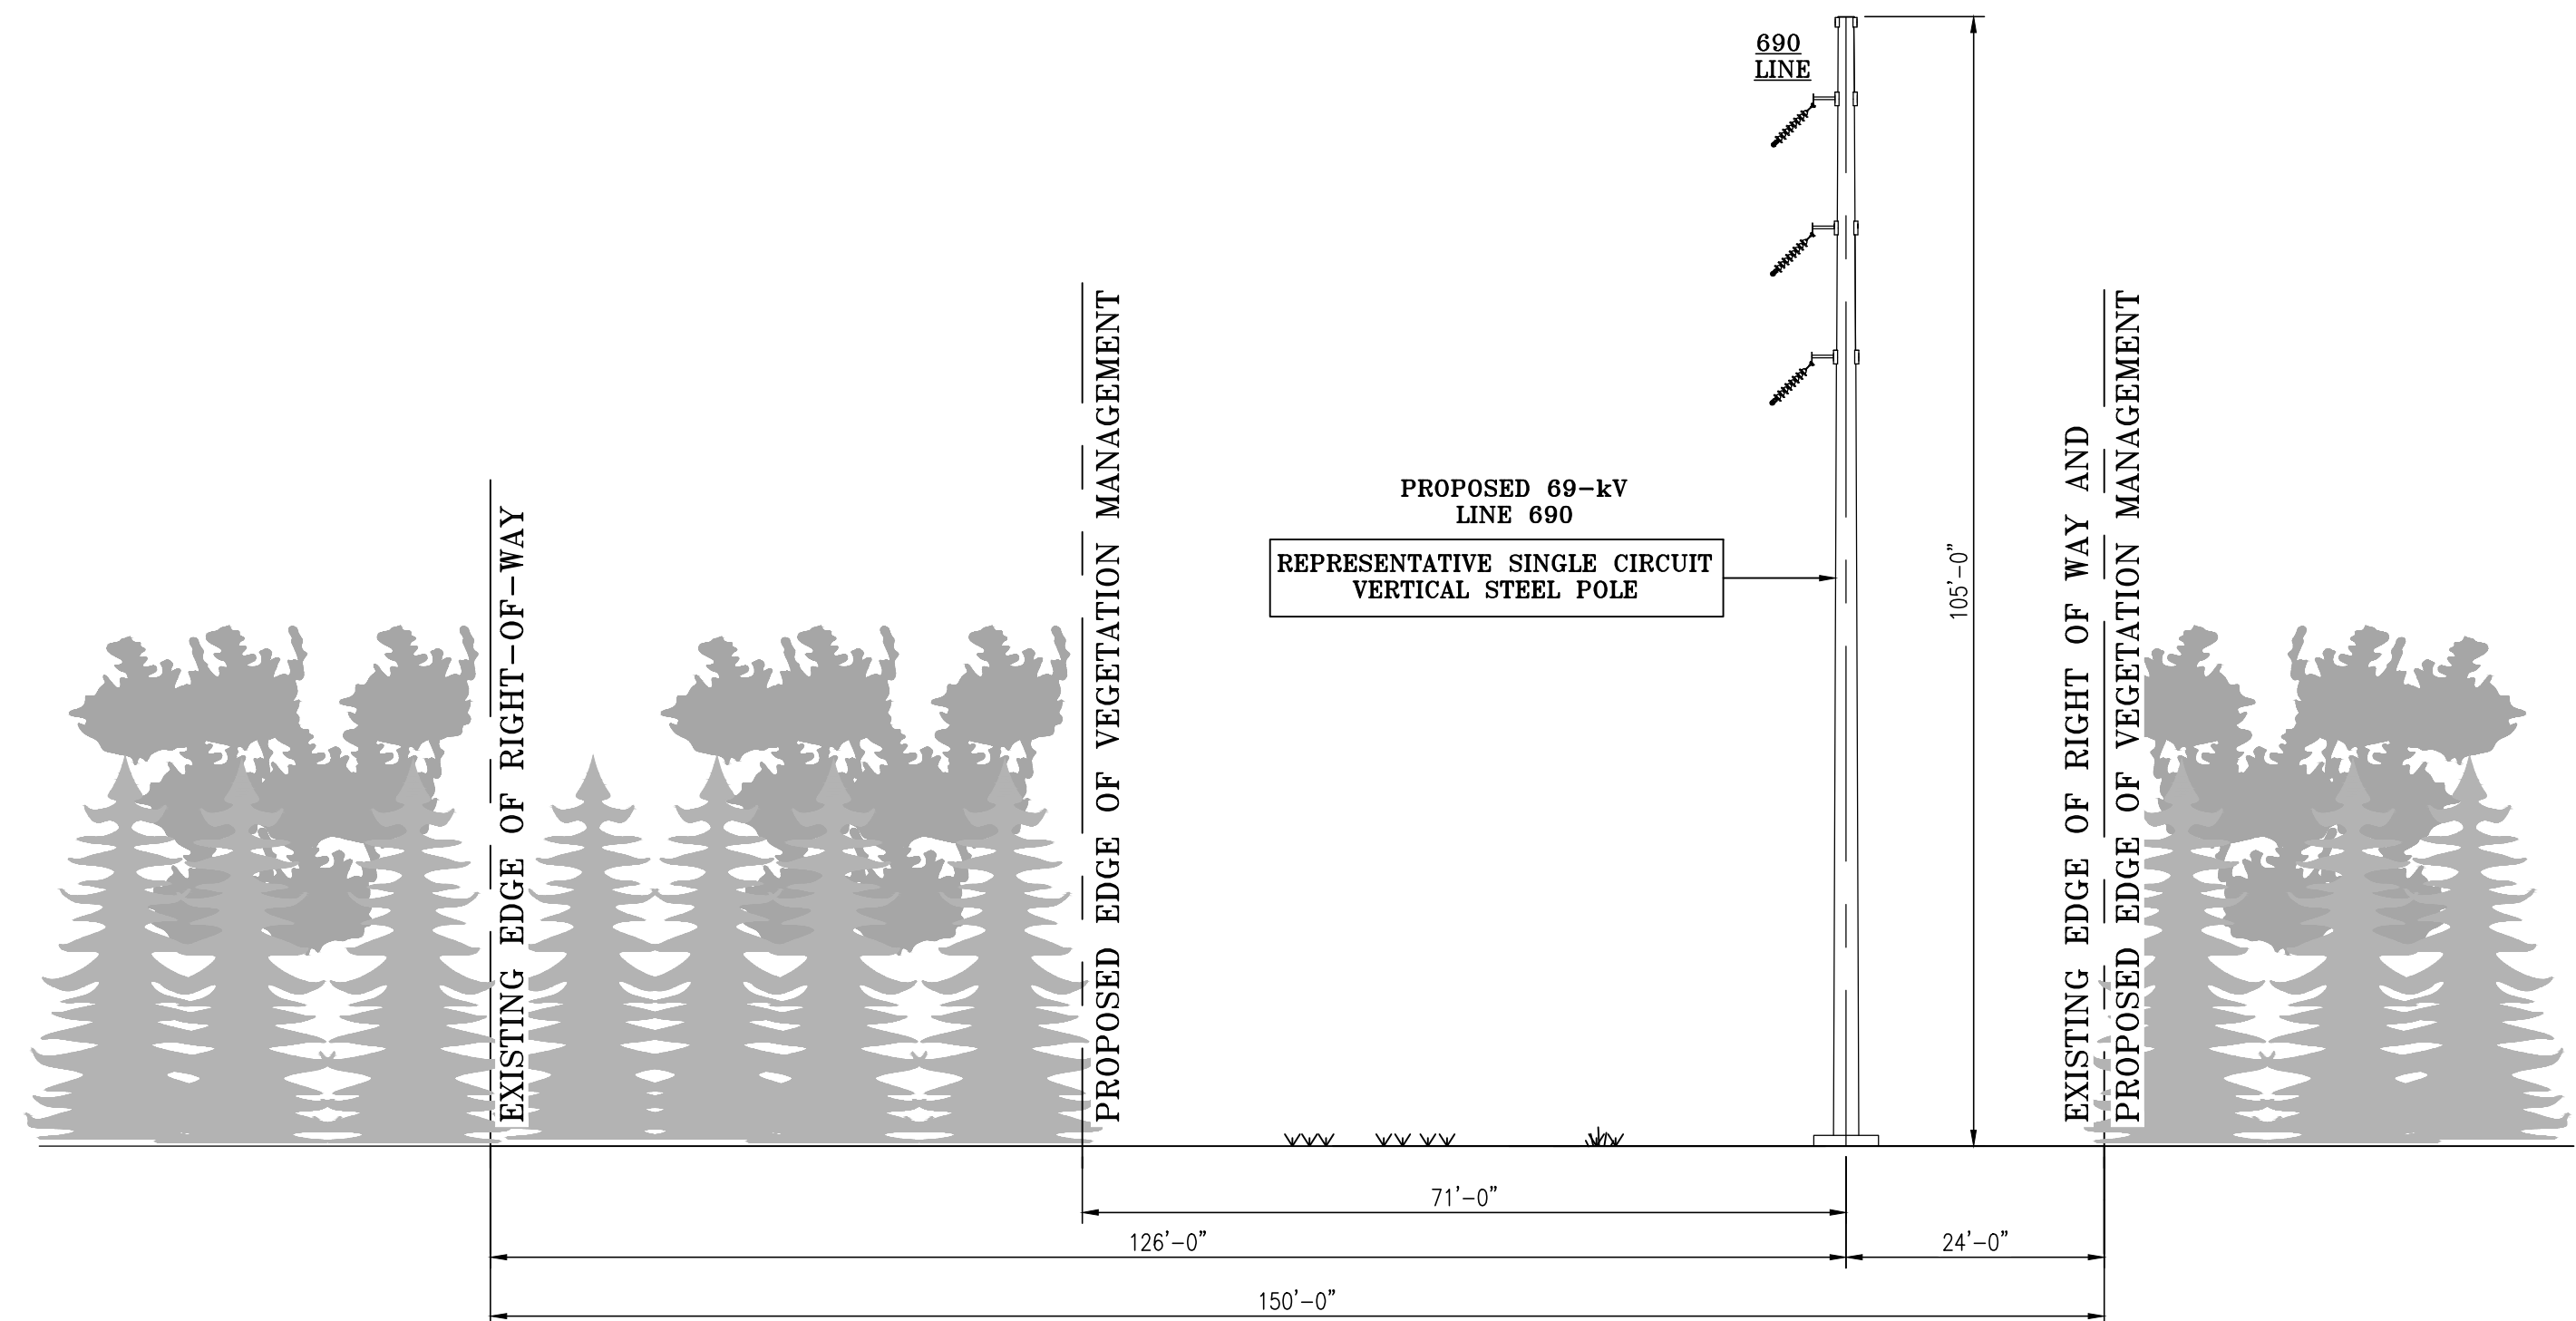 690
LINE
PROPOSED 69-kV
LINE 690
REPRESENTATIVE SINGLE CIRCUIT
VERTICAL STEEL POLE
105'-0"
EXISTING EDGE OF RIGHT-OF-WAY
PROPOSED EDGE OF VEGETATION MANAGEMENT
EXISTING EDGE OF RIGHT OF WAY AND
PROPOSED EDGE OF VEGETATION MANAGEMENT
71'-0"
126'-0"
24'-0"
150'-0"